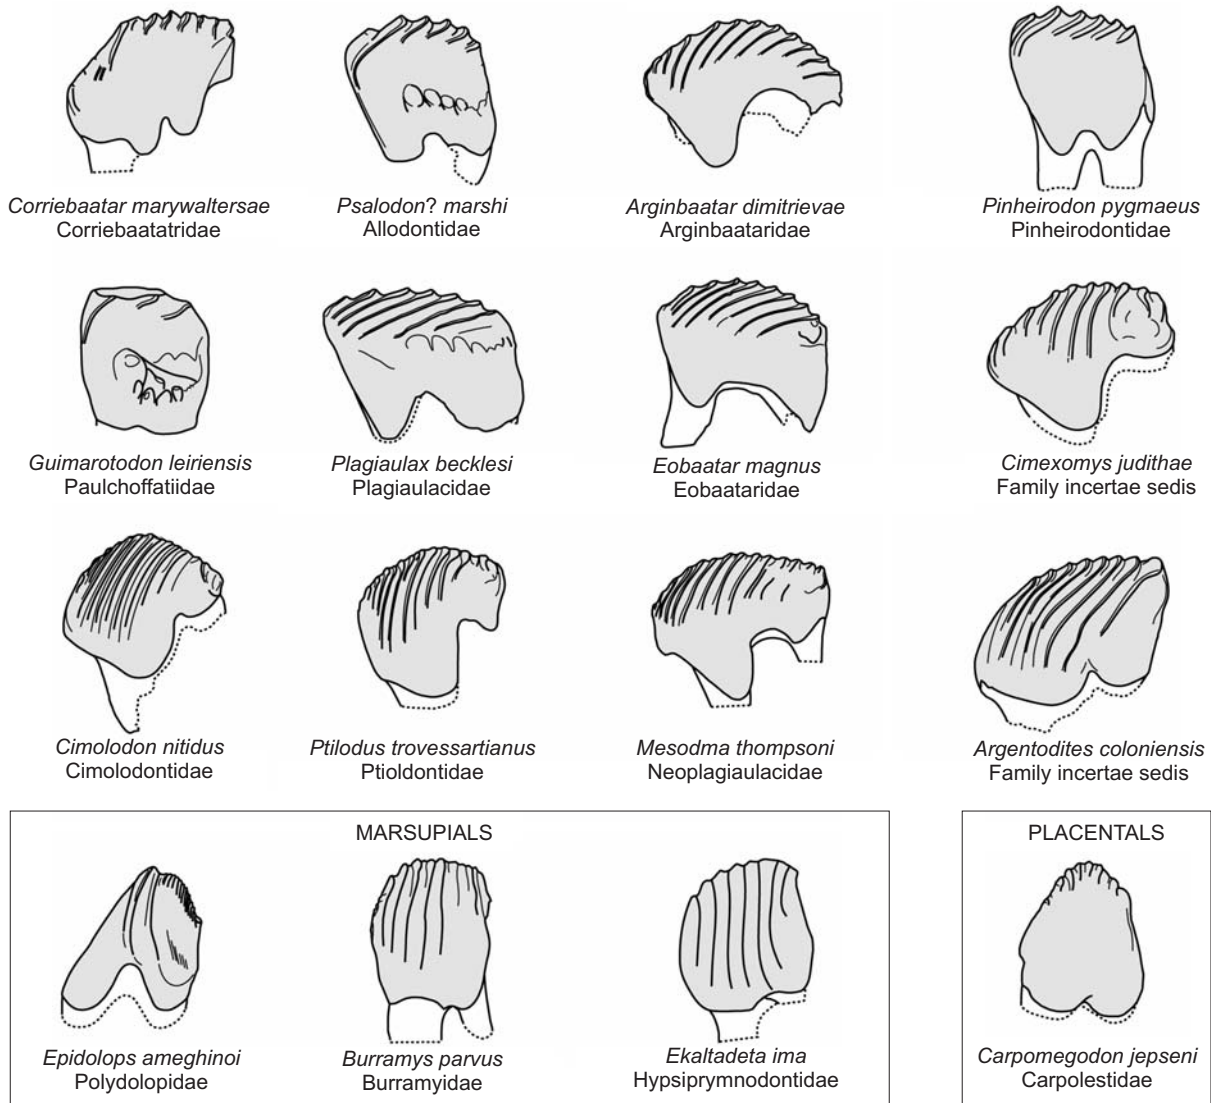 Corriebaatar marywaltersae
Corriebaatatridae
Psalodon? marshi
Allodontidae
Arginbaatar dimitrievae
Arginbaataridae
Pinheirodon pygmaeus
Pinheirodontidae
Guimarotodon leiriensis
Paulchoffatiidae
Plagiaulax becklesi
Plagiaulacidae
Eobaatar magnus
Eobaataridae
Cimexomys judithae
Family incertae sedis
Cimolodon nitidus
Cimolodontidae
Ptilodus trovessartianus
Ptioldontidae
Mesodma thompsoni
Neoplagiaulacidae
Argentodites coloniensis
Family incertae sedis
MARSUPIALS
Epidolops ameghinoi
Polydolopidae
Burramys parvus
Burramyidae
Ekaltadeta ima
Hypsiprymnodontidae
PLACENTALS
Carpomegodon jepseni
Carpolestidae